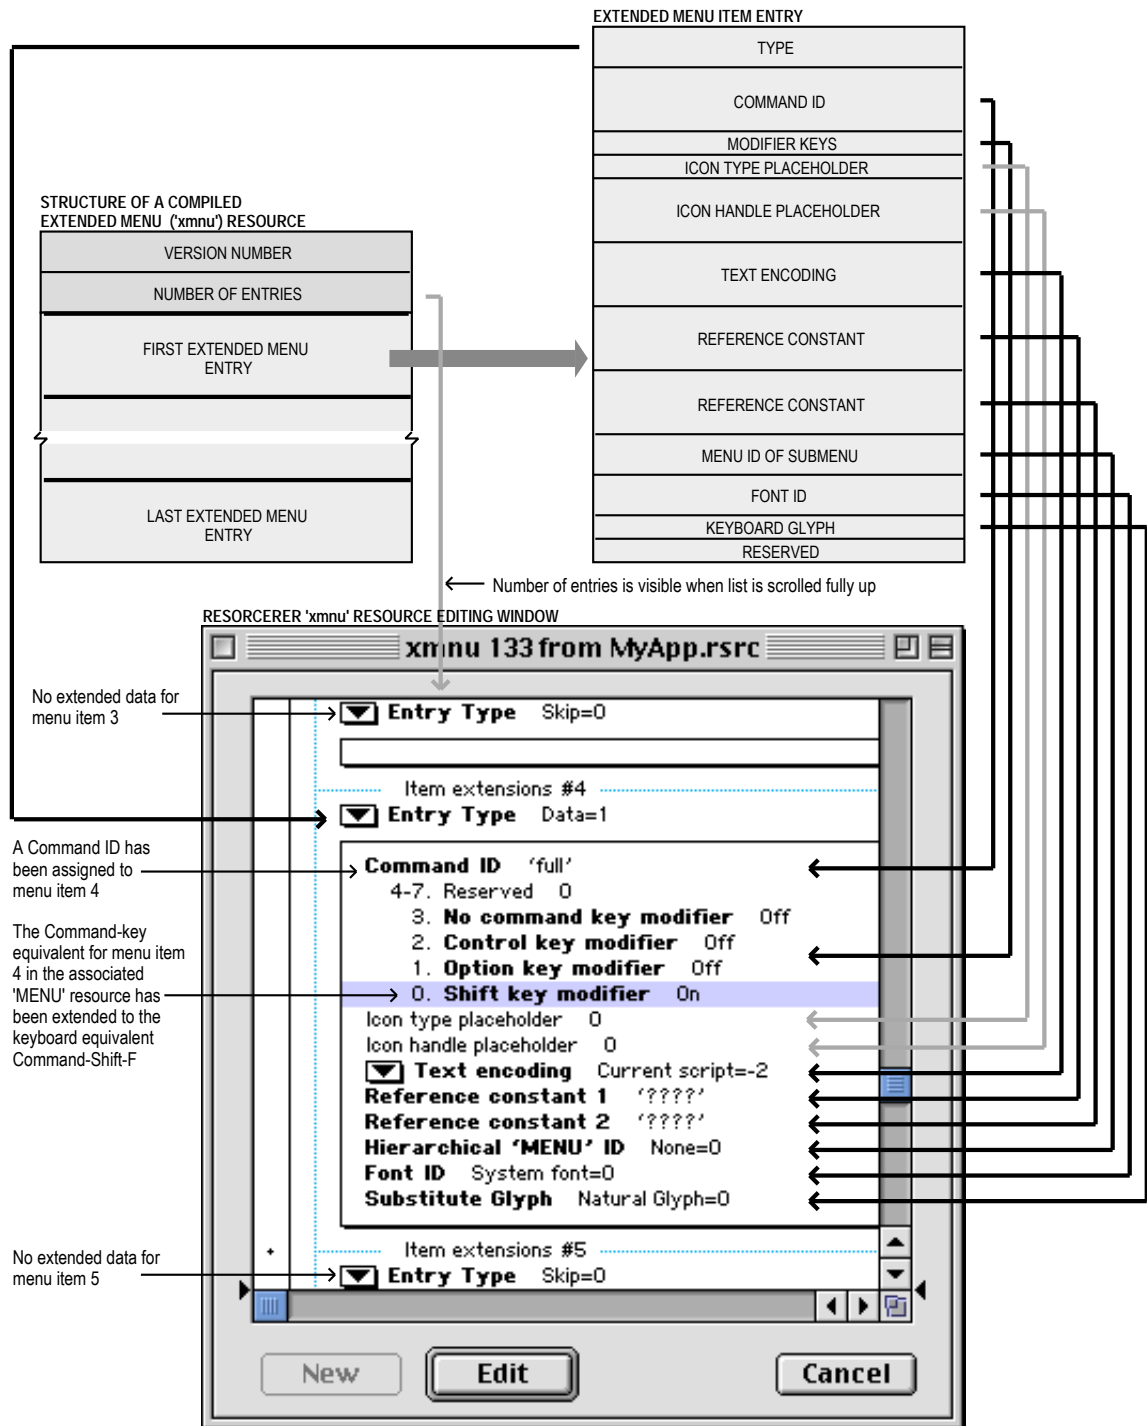 EXTENDED MENU ITEM ENTRY
TYPE
COMMAND ID
MODIFIER KEYS
ICON TYPE PLACEHOLDER
ICON HANDLE PLACEHOLDER
TEXT ENCODING
REFERENCE CONSTANT
REFERENCE CONSTANT
MENU ID OF SUBMENU
FONT ID
KEYBOARD GLYPH
RESERVED
STRUCTURE OF A COMPILED
EXTENDED MENU ('xmnu') RESOURCE
VERSION NUMBER
NUMBER OF ENTRIES
FIRST EXTENDED MENU
ENTRY
LAST EXTENDED MENU
ENTRY
Number of entries is visible when list is scrolled fully up
RESORCERER 'xmnu' RESOURCE EDITING WINDOW
xmnu 133 from MyApp.rsrc
No extended data for
menu item 3
Entry Type Skip=0
Item extensions #4
Entry Type Data=1
A Command ID has
been assigned to
menu item 4
The Command-key
equivalent for menu item
4 in the associated
'MENU' resource has
been extended to the
keyboard equivalent
Command-Shift-F
Command ID ‘full’
4-7. Reserved 0
3. No command key modifier Off
2. Control key modifier Off
1. Option key modifier Off
0. Shift key modifier On
Icon type placeholder 0
Icon handle placeholder 0
Text encoding Current script=-2
Reference constant 1 ‘????’
Reference constant 2 ‘????’
Hierarchical ‘MENU’ ID None=0
Font ID System font=0
Substitute Glyph Natural Glyph=0
No extended data for
menu item 5
Item extensions #5
Entry Type Skip=0
New
Edit
Cancel